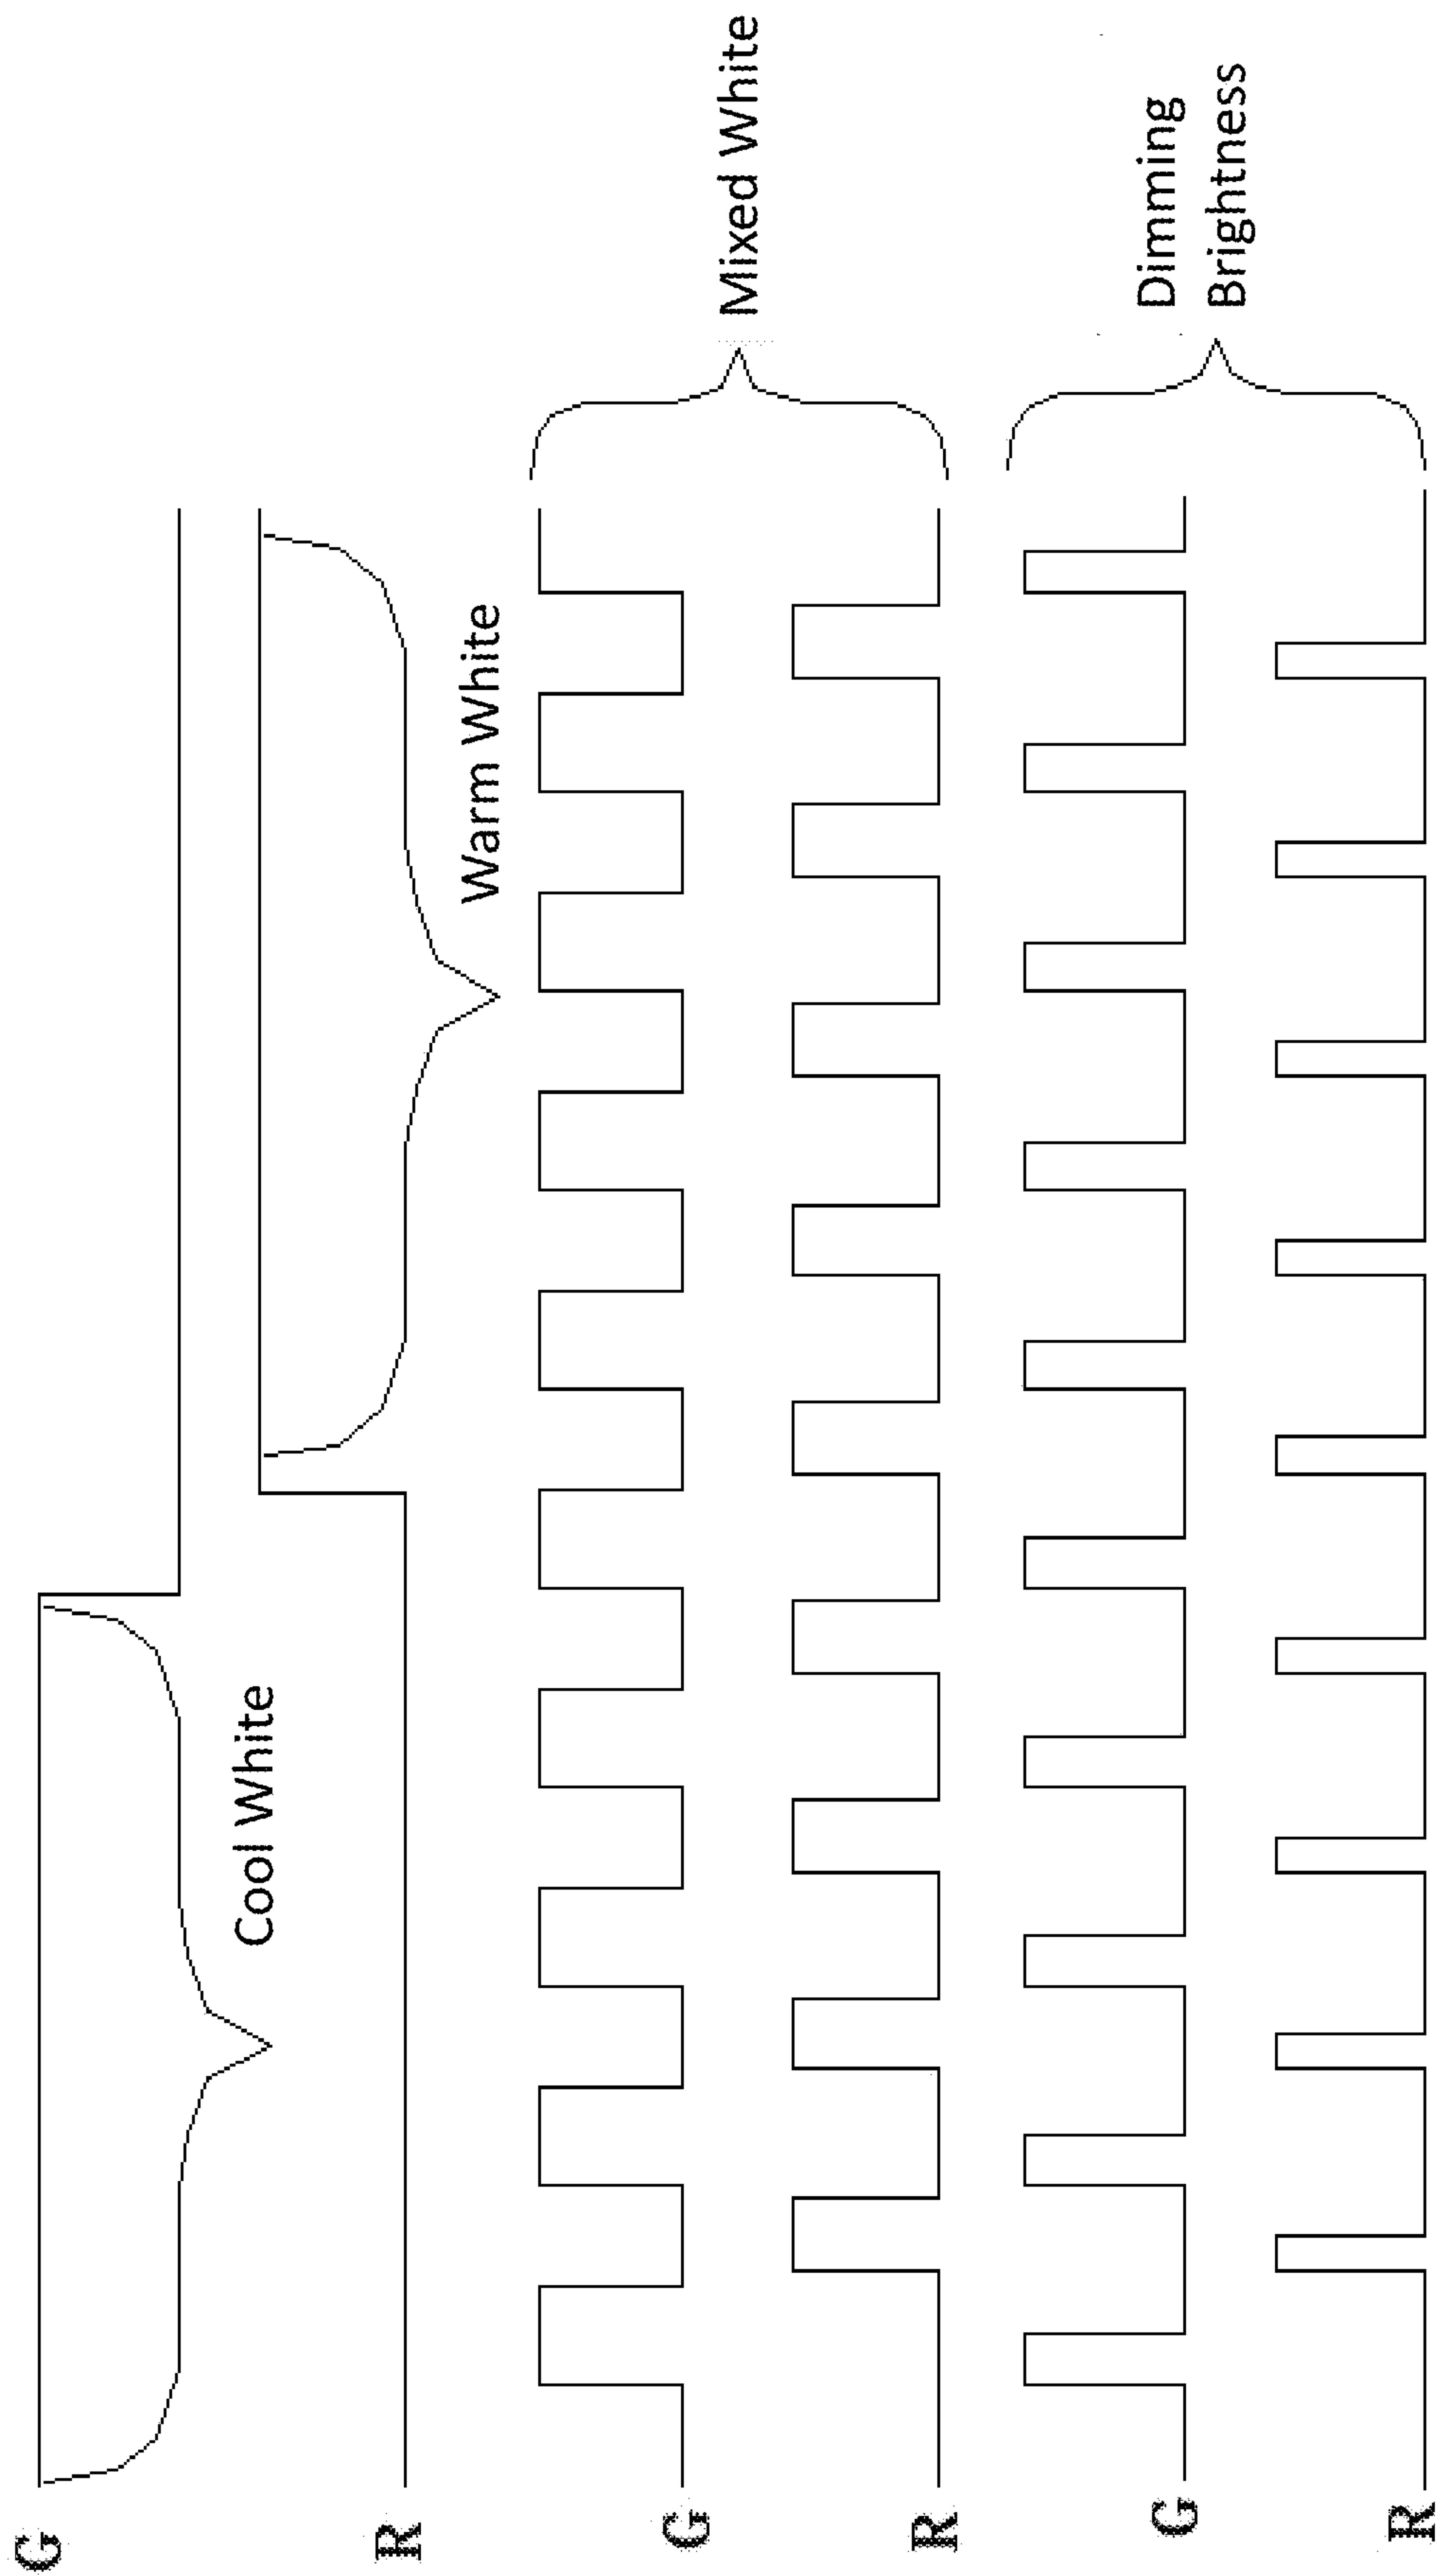 G
Cool White
R
Warm White
G
Mixed White
R
G
Dimming
Brightness
R